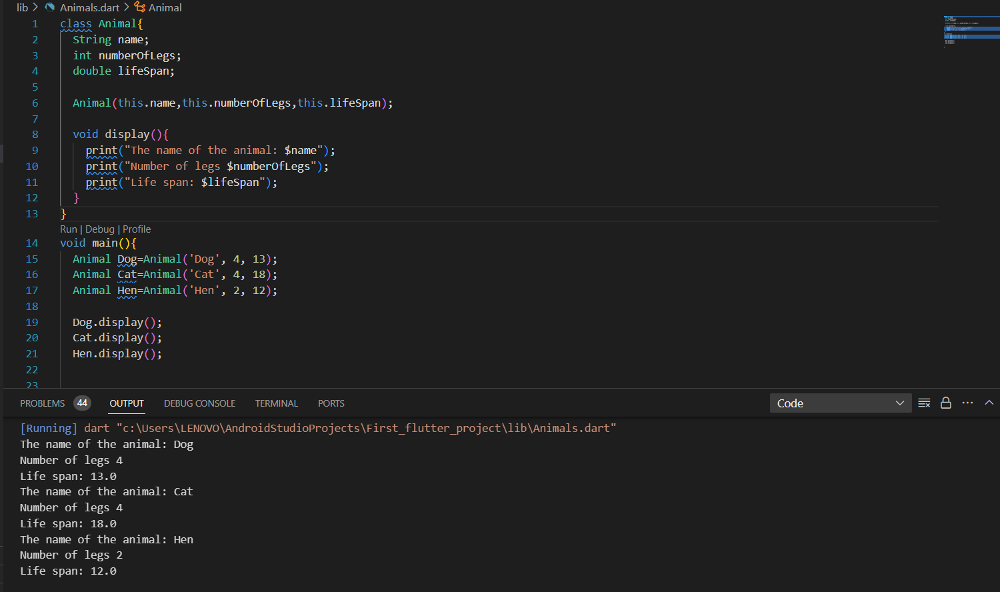 lib > Animals.dart > Animal
1 class Animal{
2 String name;
3 int numberOfLegs;
4 double lifeSpan;
5
6 Animal(this.name,this.numberOfLegs,this.lifeSpan);
7
8 void display(){
9 print("The name of the animal: $name");
10 print("Number of legs $numberOfLegs");
11 print("Life span: $lifeSpan");
12 }
13 }
Run | Debug | Profile
14 void main(){
15 Animal Dog=Animal('Dog', 4, 13);
16 Animal Cat=Animal('Cat', 4, 18);
17 Animal Hen=Animal('Hen', 2, 12);
18
19 Dog.display();
20 Cat.display();
21 Hen.display();
22
23
PROBLEMS 44 OUTPUT DEBUG CONSOLE TERMINAL PORTS Code
[Running] dart "c:\Users\LENOVO\AndroidStudioProjects\First_flutter_project\lib\Animals.dart"
The name of the animal: Dog
Number of legs 4
Life span: 13.0
The name of the animal: Cat
Number of legs 4
Life span: 18.0
The name of the animal: Hen
Number of legs 2
Life span: 12.0